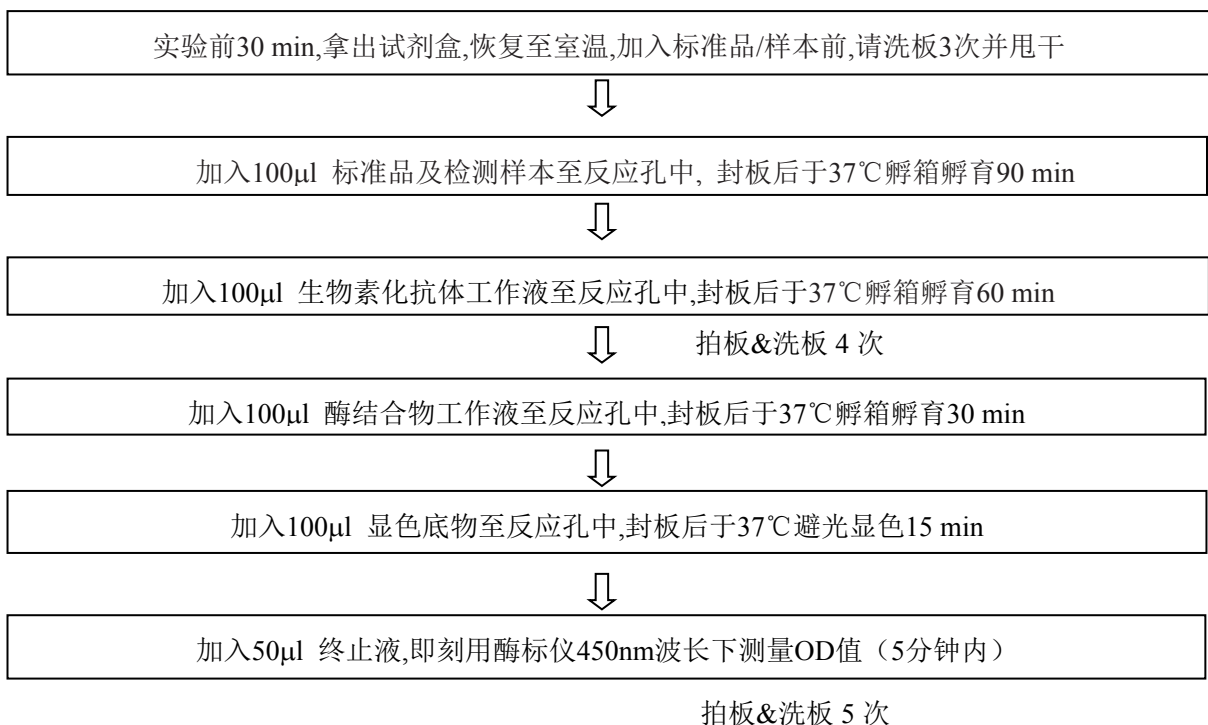 实验前30 min,拿出试剂盒,恢复至室温,加入标准品/样本前,请洗板3次并甩干
加入100μl 标准品及检测样本至反应孔中, 封板后于37℃孵箱孵育90 min
加入100μl 生物素化抗体工作液至反应孔中,封板后于37℃孵箱孵育60 min
拍板&洗板 4 次
加入100μl 酶结合物工作液至反应孔中,封板后于37℃孵箱孵育30 min
加入100μl 显色底物至反应孔中,封板后于37℃避光显色15 min
加入50μl 终止液,即刻用酶标仪450nm波长下测量OD值（5分钟内）
拍板&洗板 5 次